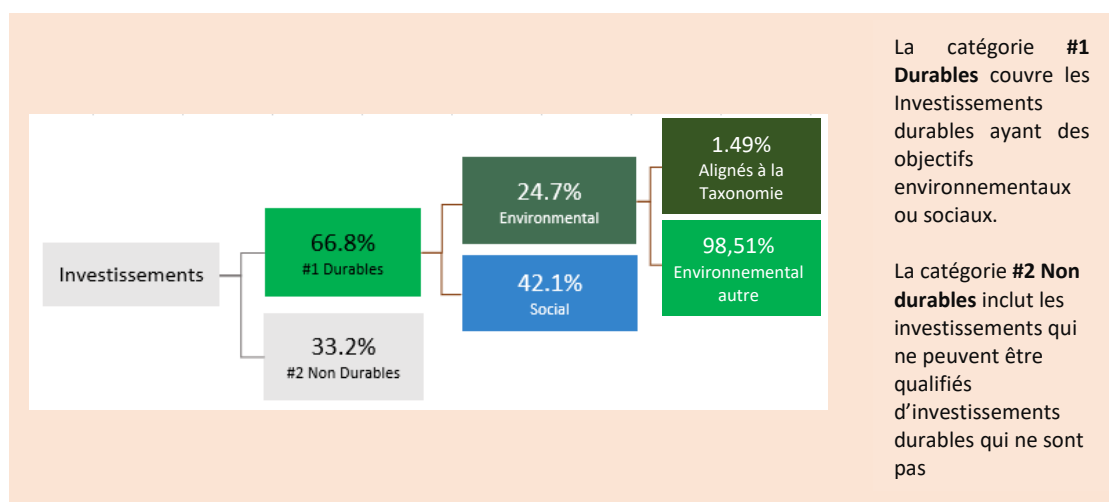 Investissements
66.8%
#1 Durables
33.2%
#2 Non Durables
24.7%
Environmental
42.1%
Social
1.49%
Alignés à la
Taxonomie
98,51%
Environnemental
autre
La catégorie #1
Durables couvre les
Investissements
durables ayant des
objectifs
environnementaux
ou sociaux.
La catégorie #2 Non
durables inclut les
investissements qui
ne peuvent être
qualifiés
d’investissements
durables qui ne sont
pas